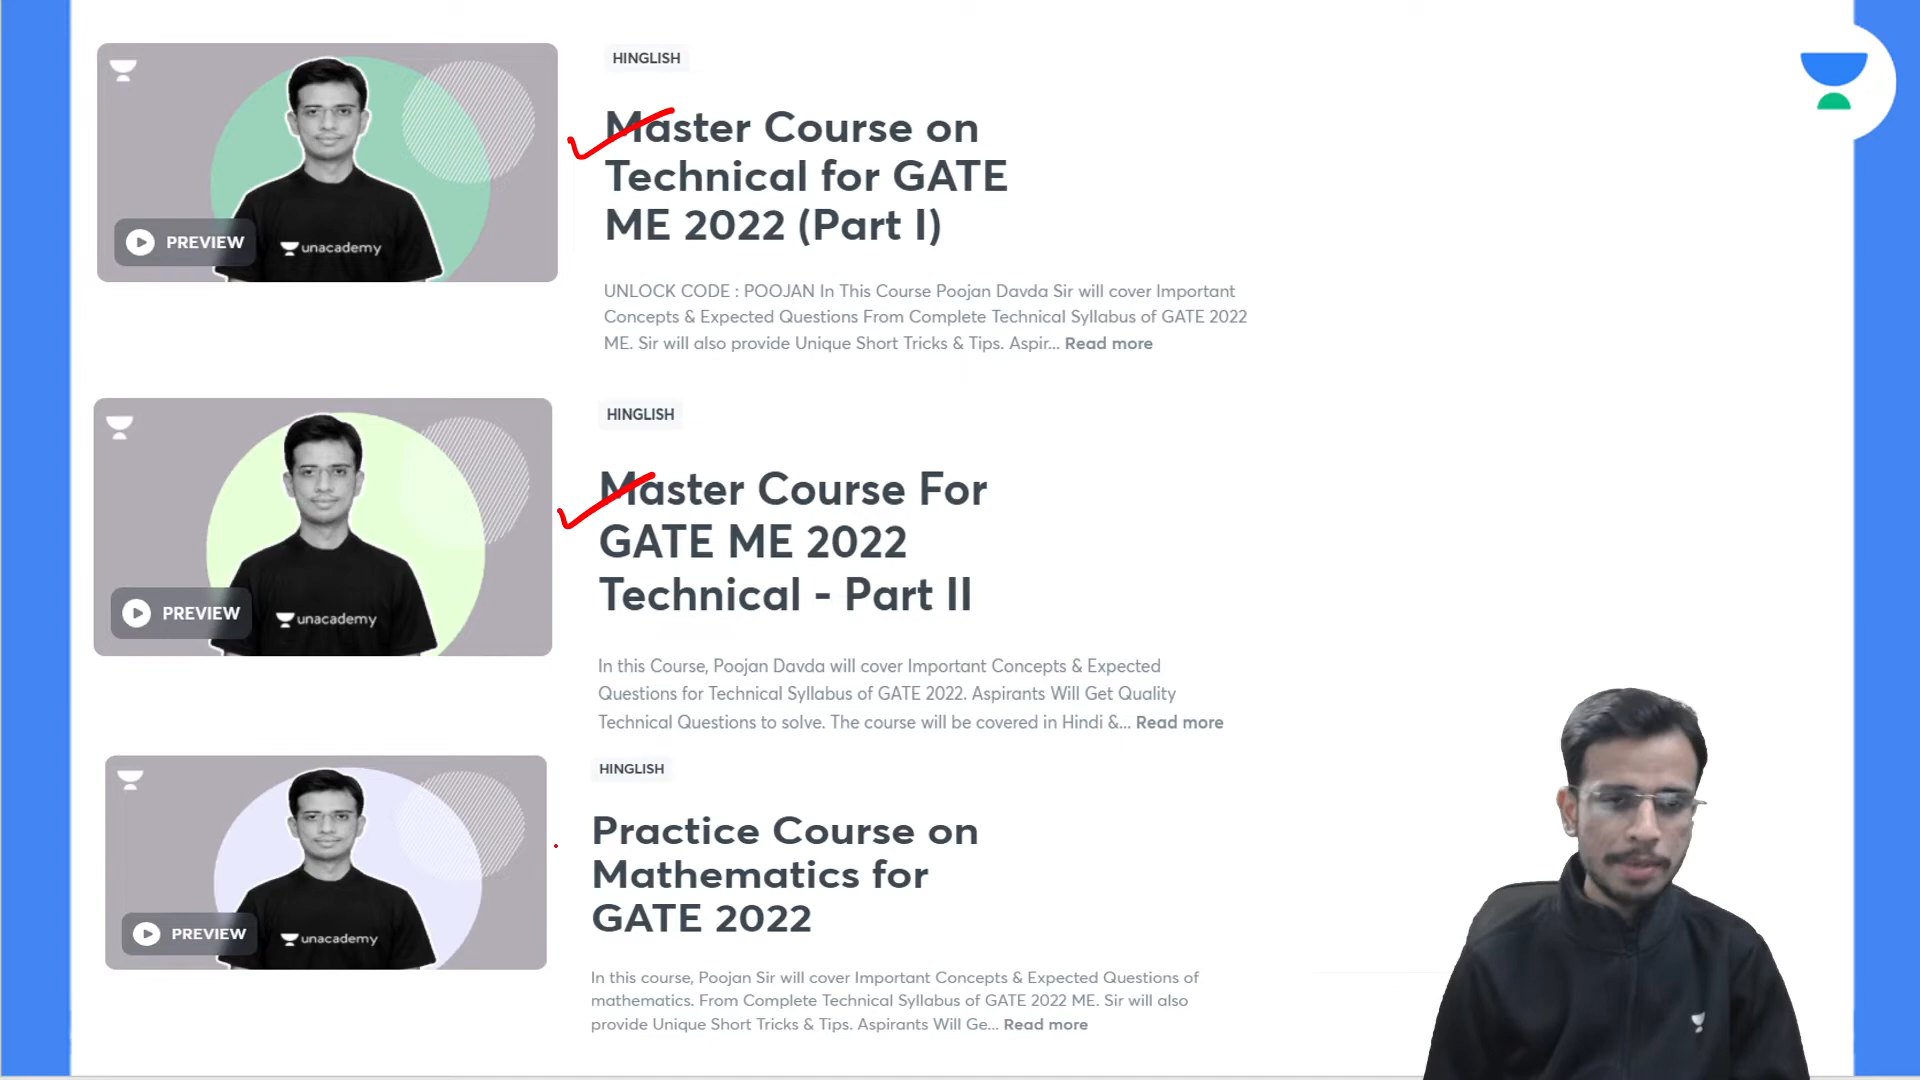 HINGLISH
Master Course on
Technical for GATE
ME 2022 (Part I)
PREVIEW
unacademy
UNLOCK CODE : POOJAN In This Course Poojan Davda Sir will cover Important
Concepts & Expected Questions From Complete Technical Syllabus of GATE 2022
ME. Sir will also provide Unique Short Tricks & Tips. Aspir... Read more
HINGLISH
Master Course For
GATE ME 2022
Technical - Part II
PREVIEW
unacademy
In this Course, Poojan Davda will cover Important Concepts & Expected
Questions for Technical Syllabus of GATE 2022. Aspirants Will Get Quality
Technical Questions to solve. The course will be covered in Hindi &... Read more
HINGLISH
Practice Course on
Mathematics for
GATE 2022
PREVIEW
unacademy
In this course, Poojan Sir will cover Important Concepts & Expected Questions of
mathematics. From Complete Technical Syllabus of GATE 2022 ME. Sir will also
provide Unique Short Tricks & Tips. Aspirants Will Ge... Read more